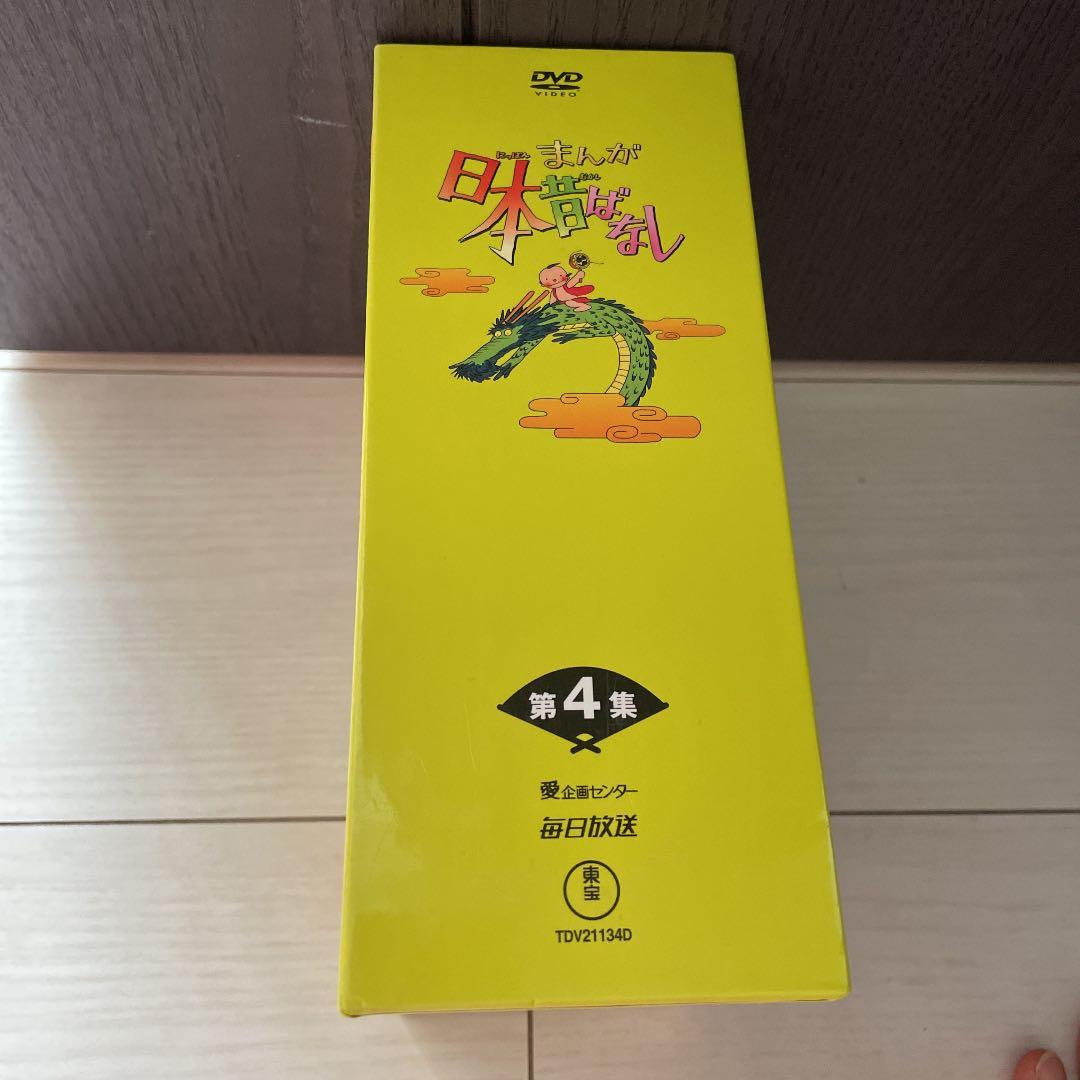 DVD
VIDEO
まんが
にっぽん むかし
日本昔ばなし
第4集
愛企画センター
毎日放送
東宝
TDV21134D